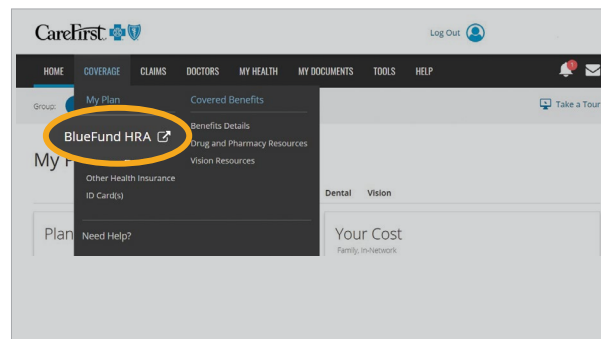 CareFirst
Log Out
HOME COVERAGE CLAIMS DOCTORS MY HEALTH MY DOCUMENTS TOOLS HELP
1
Group:
My Plan
Covered Benefits
Take a Tour
BlueFund HRA
Benefits Details
Drug and Pharmacy Resources
My P
Vision Resources
Other Health Insurance
ID Card(s)
Dental Vision
Plan
Need Help?
Your Cost
Family, In-Network